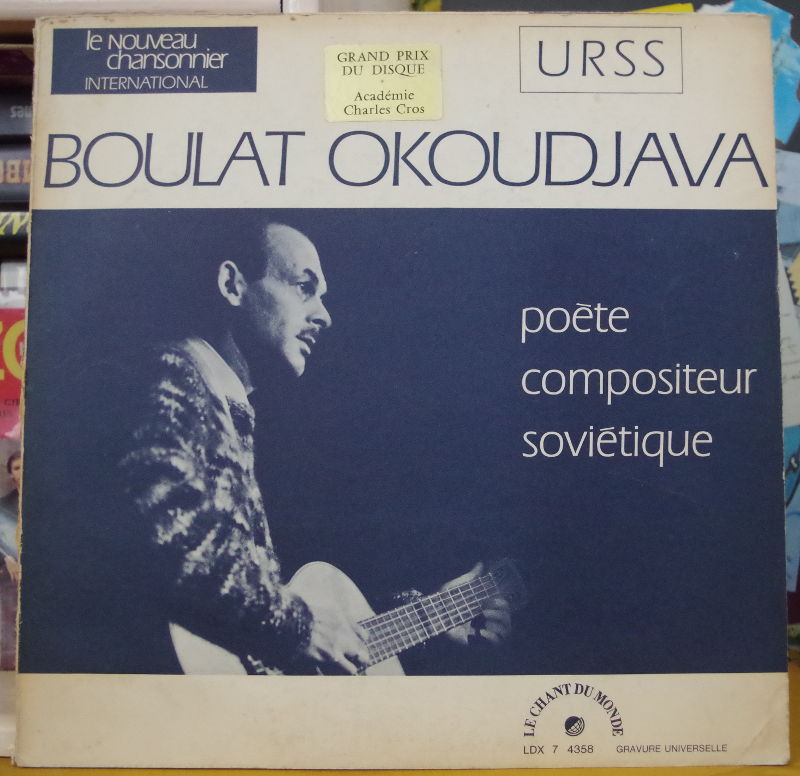 le NOUVEAU
chansonnier
INTERNATIONAL
GRAND PRIX
DU DISQUE
Académie
Charles Cros
URSS
BOULAT OKOUDJAVA
poète
compositeur
soviétique
LE CHANT DU MONDE
LDX 7 4358 GRAVURE UNIVERSELLE